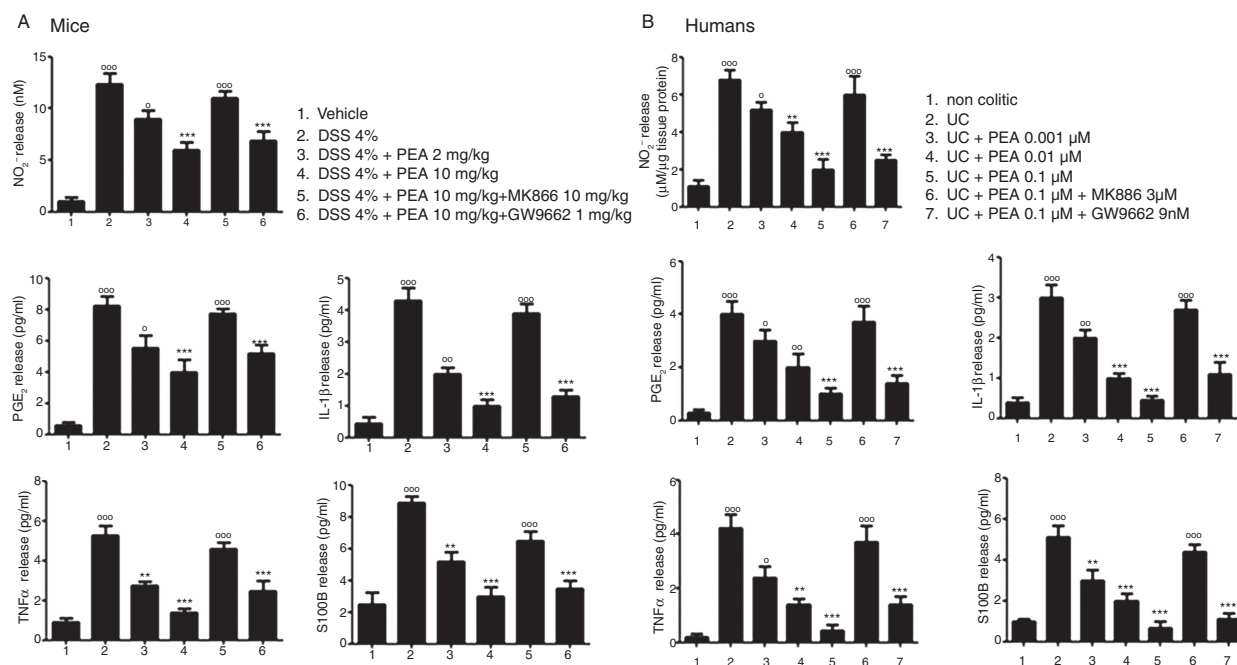 A Mice
NO2⁻ release (nM)
15
10
5
0
ooo
o
***
ooo
***
1 2 3 4 5 6
1. Vehicle
2. DSS 4%
3. DSS 4% + PEA 2 mg/kg
4. DSS 4% + PEA 10 mg/kg
5. DSS 4% + PEA 10 mg/kg+MK866 10 mg/kg
6. DSS 4% + PEA 10 mg/kg+GW9662 1 mg/kg
PGE2 release (pg/ml)
10
8
6
4
2
0
ooo
o
***
ooo
***
1 2 3 4 5 6
IL-1β release (pg/ml)
5
4
3
2
1
0
ooo
oo
***
ooo
***
1 2 3 4 5 6
TNFα release (pg/ml)
8
6
4
2
0
ooo
**
***
ooo
***
1 2 3 4 5 6
S100B release (pg/ml)
10
8
6
4
2
0
ooo
**
***
ooo
***
1 2 3 4 5 6
B Humans
NO2⁻ release
(μM/μg tissue protein)
8
6
4
2
0
ooo
o
**
***
ooo
***
1 2 3 4 5 6 7
1. non colitic
2. UC
3. UC + PEA 0.001 μM
4. UC + PEA 0.01 μM
5. UC + PEA 0.1 μM
6. UC + PEA 0.1 μM + MK886 3μM
7. UC + PEA 0.1 μM + GW9662 9nM
PGE2 release (pg/ml)
6
4
2
0
ooo
o
oo
***
ooo
***
1 2 3 4 5 6 7
IL-1β release (pg/ml)
4
3
2
1
0
ooo
oo
***
***
ooo
***
1 2 3 4 5 6 7
TNFα release (pg/ml)
6
4
2
0
ooo
o
**
***
ooo
***
1 2 3 4 5 6 7
S100B release (pg/ml)
8
6
4
2
0
ooo
**
***
***
ooo
***
1 2 3 4 5 6 7